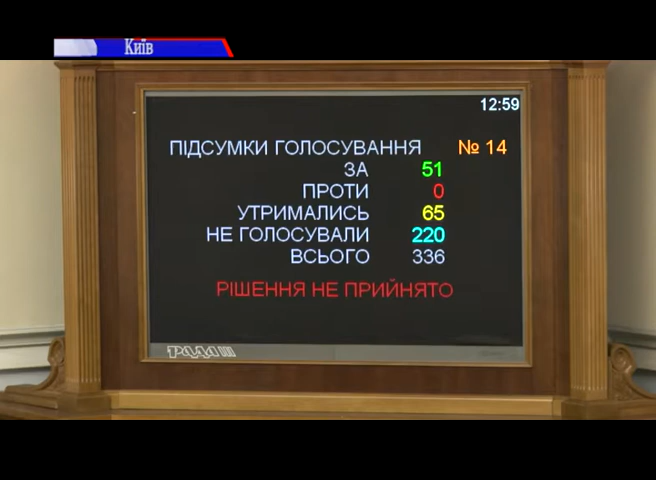 Київ
12:59
ПІДСУМКИ ГОЛОСУВАННЯ № 14
ЗА 51
ПРОТИ 0
УТРИМАЛИСЬ 65
НЕ ГОЛОСУВАЛИ 220
ВСЬОГО 336
РІШЕННЯ НЕ ПРИЙНЯТО
РАДА